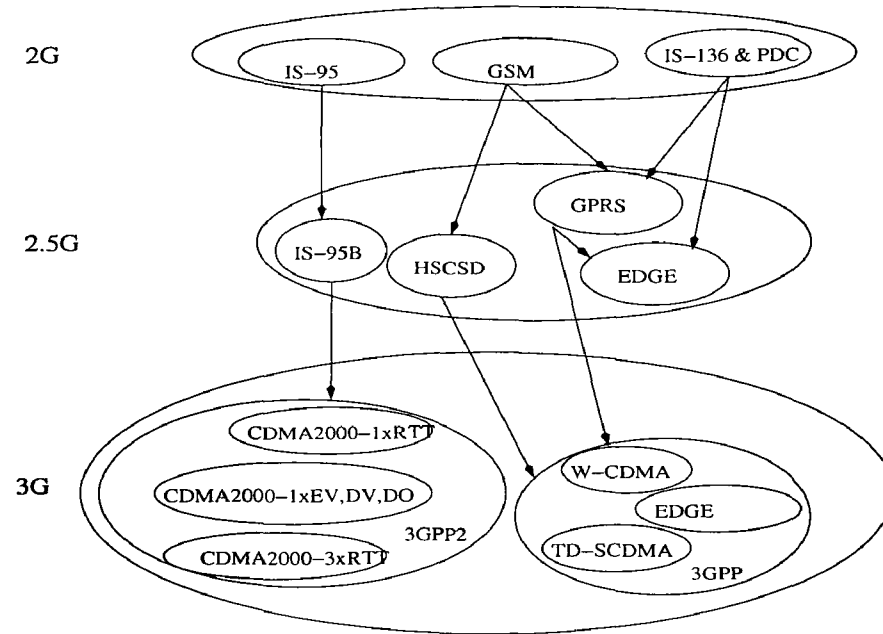 2G
IS-95
GSM
IS-136 & PDC
2.5G
IS-95B
HSCSD
GPRS
EDGE
3G
CDMA2000-1xRTT
CDMA2000-1xEV,DV,DO
3GPP2
CDMA2000-3xRTT
W-CDMA
EDGE
TD-SCDMA
3GPP